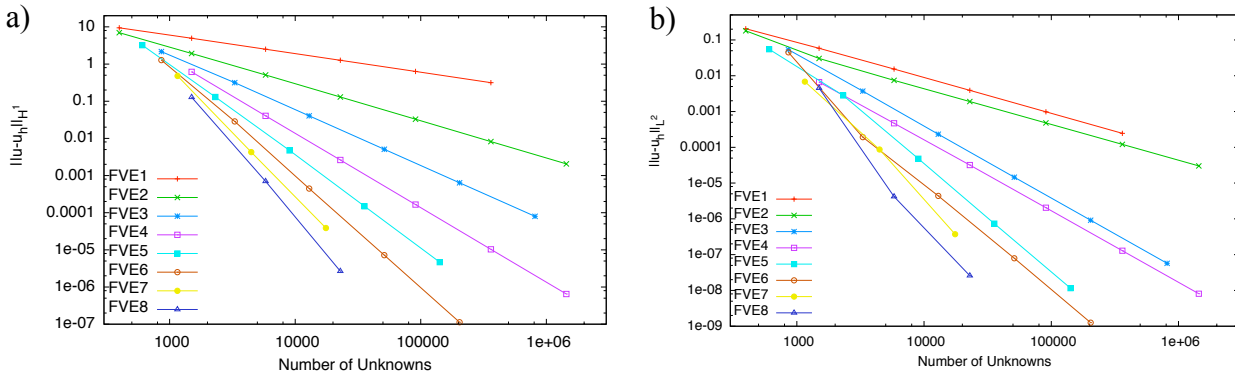 a)
||u-u_h||_H^1
10
1
0.1
0.01
0.001
0.0001
1e-05
1e-06
1e-07
FVE1
FVE2
FVE3
FVE4
FVE5
FVE6
FVE7
FVE8
1000
10000
100000
1e+06
Number of Unknowns
b)
||u-u_h||_L^2
0.1
0.01
0.001
0.0001
1e-05
1e-06
1e-07
1e-08
1e-09
FVE1
FVE2
FVE3
FVE4
FVE5
FVE6
FVE7
FVE8
1000
10000
100000
1e+06
Number of Unknowns